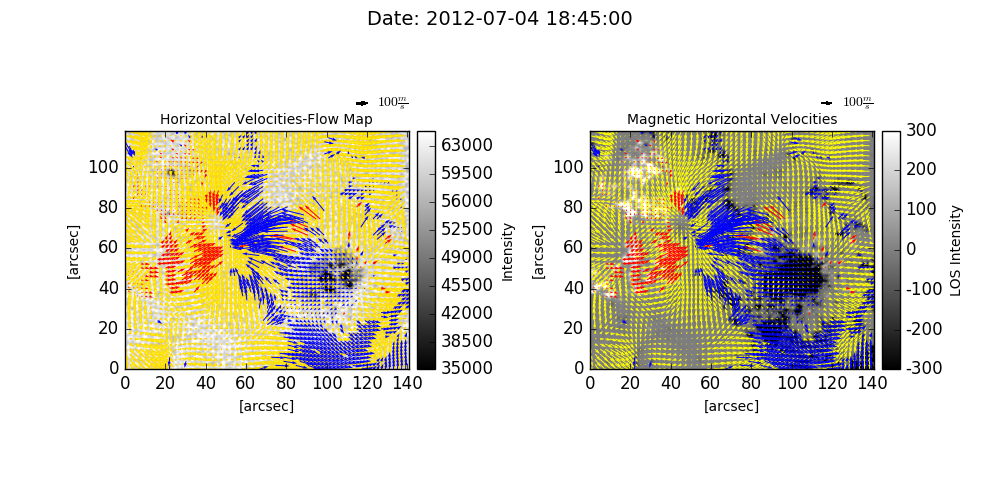 Date: 2012-07-04 18:45:00
100 m/s
Horizontal Velocities-Flow Map
100
80
60
40
20
0
0 20 40 60 80 100 120 140
[arcsec]
[arcsec]
63000
59500
56000
52500
49000
45500
42000
38500
35000
Intensity
100 m/s
Magnetic Horizontal Velocities
100
80
60
40
20
0
0 20 40 60 80 100 120 140
[arcsec]
[arcsec]
300
200
100
0
-100
-200
-300
LOS Intensity